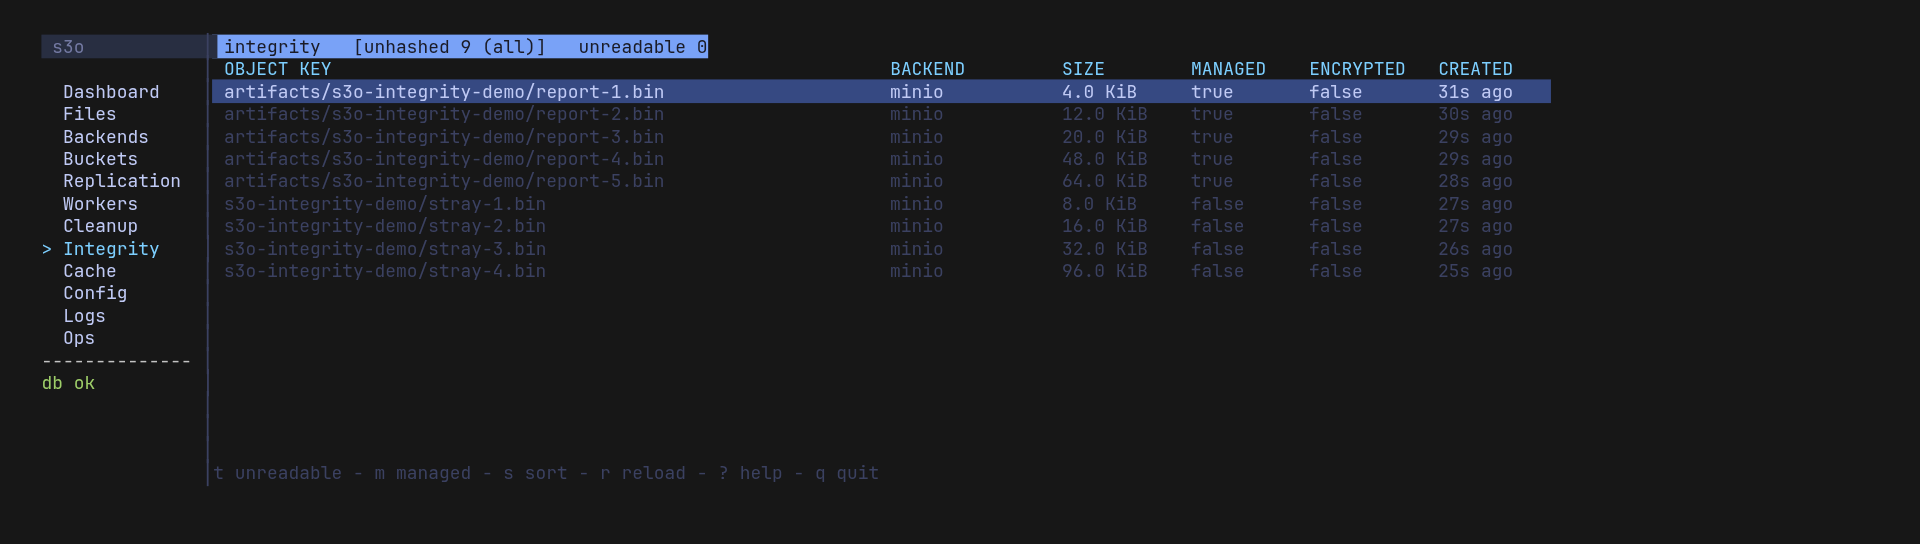 s3o
Dashboard
Files
Backends
Buckets
Replication
Workers
Cleanup
> Integrity
Cache
Config
Logs
Ops
--------------
db ok
integrity   [unhashed 9 (all)]   unreadable 0
OBJECT KEY   BACKEND   SIZE   MANAGED   ENCRYPTED   CREATED
artifacts/s3o-integrity-demo/report-1.bin   minio   4.0 KiB   true   false   31s ago
artifacts/s3o-integrity-demo/report-2.bin   minio   12.0 KiB   true   false   30s ago
artifacts/s3o-integrity-demo/report-3.bin   minio   20.0 KiB   true   false   29s ago
artifacts/s3o-integrity-demo/report-4.bin   minio   48.0 KiB   true   false   29s ago
artifacts/s3o-integrity-demo/report-5.bin   minio   64.0 KiB   true   false   28s ago
s3o-integrity-demo/stray-1.bin   minio   8.0 KiB   false   false   27s ago
s3o-integrity-demo/stray-2.bin   minio   16.0 KiB   false   false   27s ago
s3o-integrity-demo/stray-3.bin   minio   32.0 KiB   false   false   26s ago
s3o-integrity-demo/stray-4.bin   minio   96.0 KiB   false   false   25s ago
t unreadable - m managed - s sort - r reload - ? help - q quit